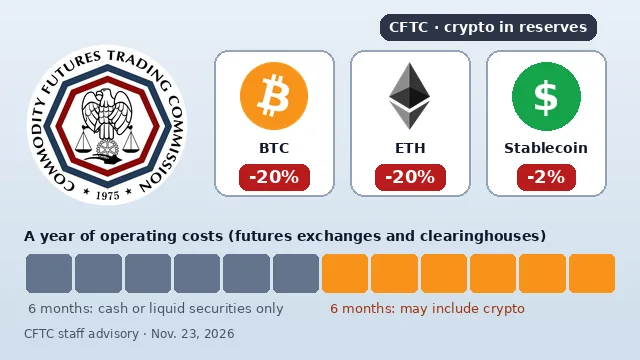 CFTC · crypto in reserves
COMMODITY FUTURES TRADING COMMISSION
★ 1975 ★
₿
$
BTC
ETH
Stablecoin
-20%
-20%
-2%
A year of operating costs (futures exchanges and clearinghouses)
6 months: cash or liquid securities only
6 months: may include crypto
CFTC staff advisory · Nov. 23, 2026